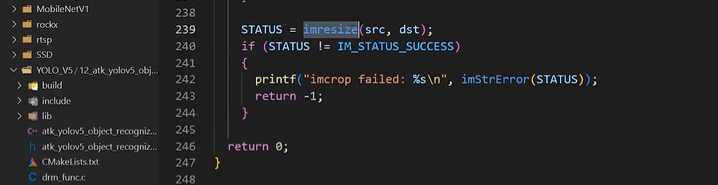 MobileNetV1
rockx
rtsp
SSD
YOLO_V5 / 12_atk_yolov5_obj...
build
include
lib
atk_yolov5_object_recogniz...
atk_yolov5_object_recogniz...
CMakeLists.txt
drm_func.c
238
239 STATUS = imresize(src, dst);
240 if (STATUS != IM_STATUS_SUCCESS)
241 {
242 printf("imcrop failed: %s\n", imStrError(STATUS));
243 return -1;
244 }
245
246 return 0;
247 }
248